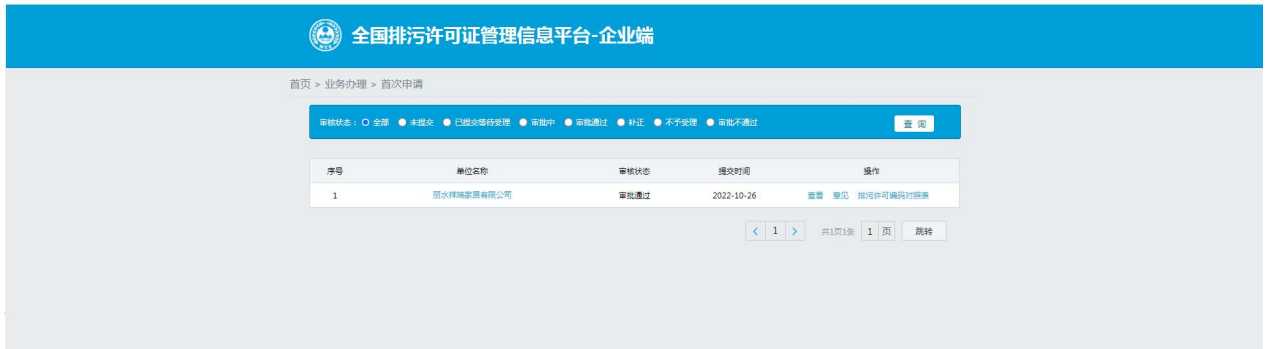 全国排污许可证管理信息平台-企业端
首页 > 业务办理 > 首次申请
审核状态： 全部 未提交 已提交等待受理 审批中 审批通过 补正 不予受理 审批不通过 查 询
序号 单位名称 审核状态 提交时间 操作
1 丽水祥瑞家居有限公司 审批通过 2022-10-26 查看 意见 排污许可编码对照表
< 1 > 共1页1条 1 页 跳转